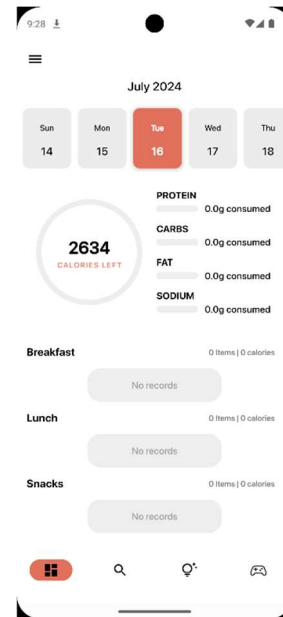 9:28
July 2024
Sun Mon Tue Wed Thu
14 15 16 17 18
PROTEIN
0.0g consumed
CARBS
0.0g consumed
2634
CALORIES LEFT
FAT
0.0g consumed
SODIUM
0.0g consumed
Breakfast 0 Items | 0 calories
No records
Lunch 0 Items | 0 calories
No records
Snacks 0 Items | 0 calories
No records